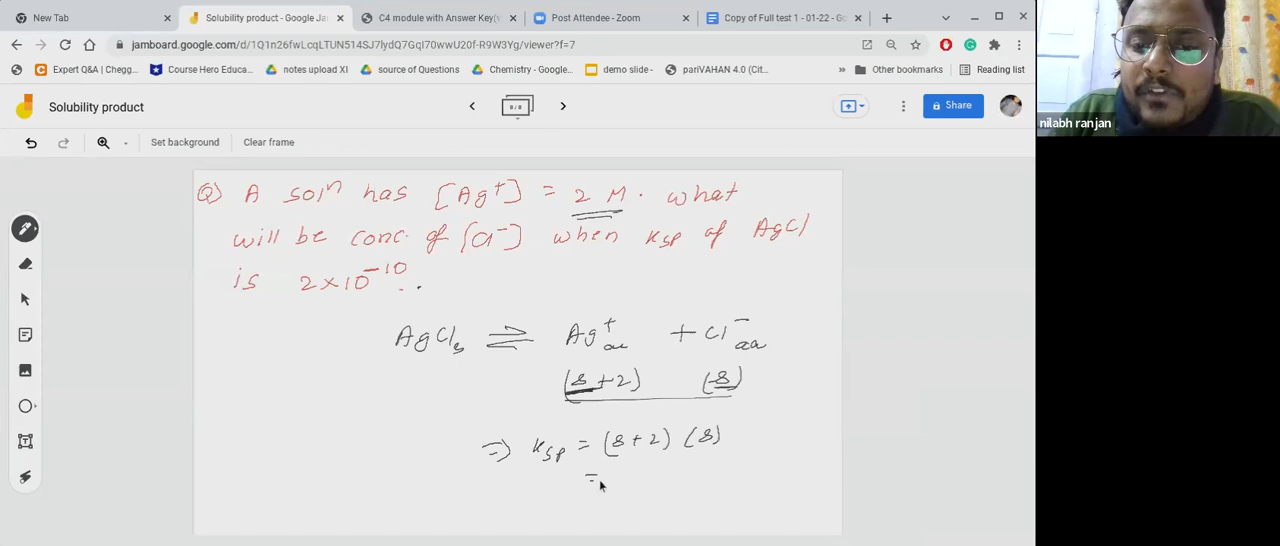 New Tab
Solubility product - Google Ja
C4 module with Answer Key(
Post Attendee - Zoom
Copy of Full test 1 - 01-22 - Go
jamboard.google.com/d/1Q1n26fwLcqLTUN514SJ7lydQ7GqI70wwU20f-R9W3Yg/viewer?f=7
Expert Q&A | Chegg...
Course Hero Educa...
notes upload XI
source of Questions
Chemistry - Google...
demo slide -
pariVAHAN 4.0 (Cit...
Other bookmarks
Reading list
Solubility product
8 / 8
Share
Set background
Clear frame
nilabh ranjan
Q) A solⁿ has [Ag⁺] = 2 M. what
will be conc. of [Cl⁻] when Ksp of AgCl
is 2×10⁻¹⁰.
AgCl s ⇌ Ag⁺ + Cl⁻ aq
(s+2) (s)
⇒ Ksp = (s+2) (s)
=